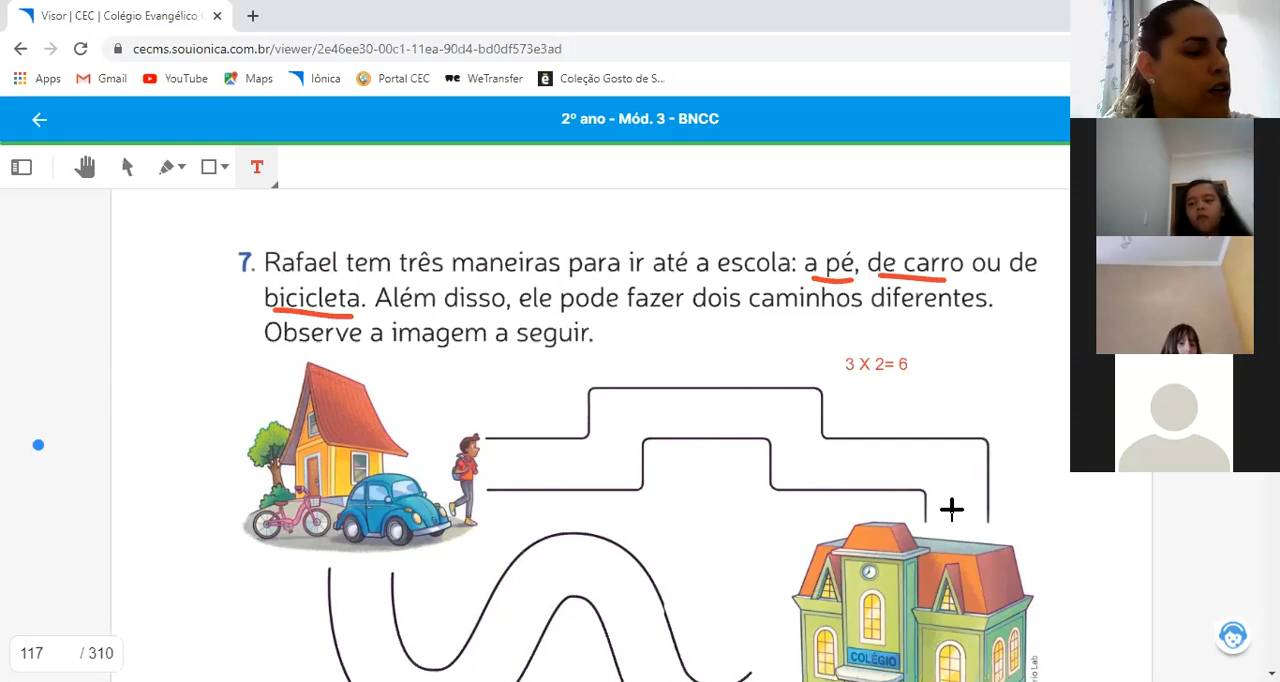 Visor | CEC | Colégio Evangélico
cecms.souionica.com.br/viewer/2e46ee30-00c1-11ea-90d4-bd0df573e3ad
Apps Gmail YouTube Maps Iônica Portal CEC WeTransfer Coleção Gosto de S...
2º ano - Mód. 3 - BNCC
T
7. Rafael tem três maneiras para ir até a escola: a pé, de carro ou de
bicicleta. Além disso, ele pode fazer dois caminhos diferentes.
Observe a imagem a seguir.
3 X 2= 6
COLÉGIO
117 / 310